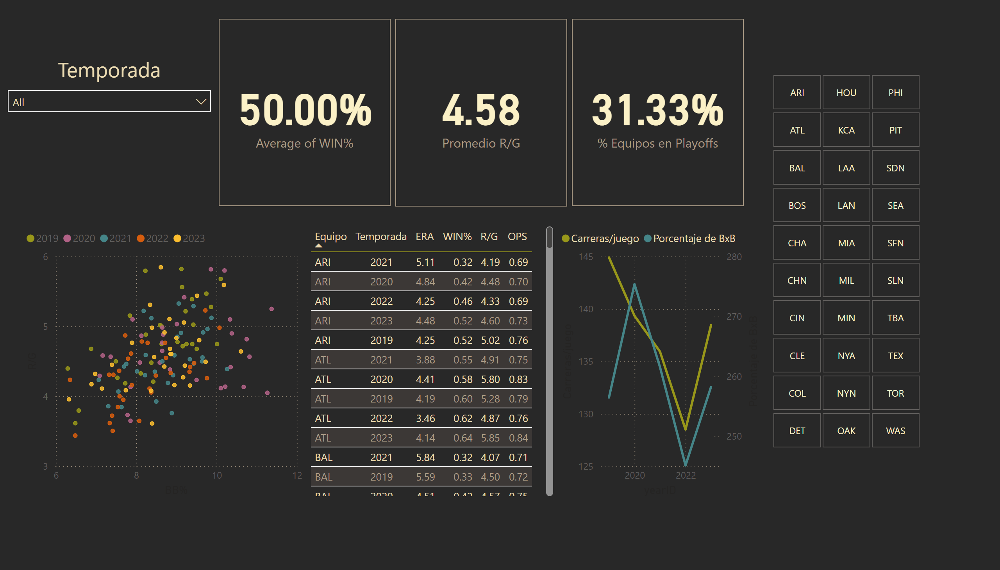 Temporada
All
50.00%
Average of WIN%
4.58
Promedio R/G
31.33%
% Equipos en Playoffs
ARI HOU PHI
ATL KCA PIT
BAL LAA SDN
BOS LAN SEA
CHA MIA SFN
CHN MIL SLN
CIN MIN TBA
CLE NYA TEX
COL NYN TOR
DET OAK WAS
2019 2020 2021 2022 2023
6
5
4
3
R/G
6 8 10 12
BB%
Equipo Temporada ERA WIN% R/G OPS
ARI 2021 5.11 0.32 4.19 0.69
ARI 2020 4.84 0.42 4.48 0.70
ARI 2022 4.25 0.46 4.33 0.69
ARI 2023 4.48 0.52 4.60 0.73
ARI 2019 4.25 0.52 5.02 0.76
ATL 2021 3.88 0.55 4.91 0.75
ATL 2020 4.41 0.58 5.80 0.83
ATL 2019 4.19 0.60 5.28 0.79
ATL 2022 3.46 0.62 4.87 0.76
ATL 2023 4.14 0.64 5.85 0.84
BAL 2021 5.84 0.32 4.07 0.71
BAL 2019 5.59 0.33 4.50 0.72
BAL 2020 4.51 0.42 4.57 0.75
Carreras/juego Porcentaje de BxB
145
140
135
130
125
Carreras/juego
280
270
260
250
Porcentaje de BxB
2020 2022
yearID